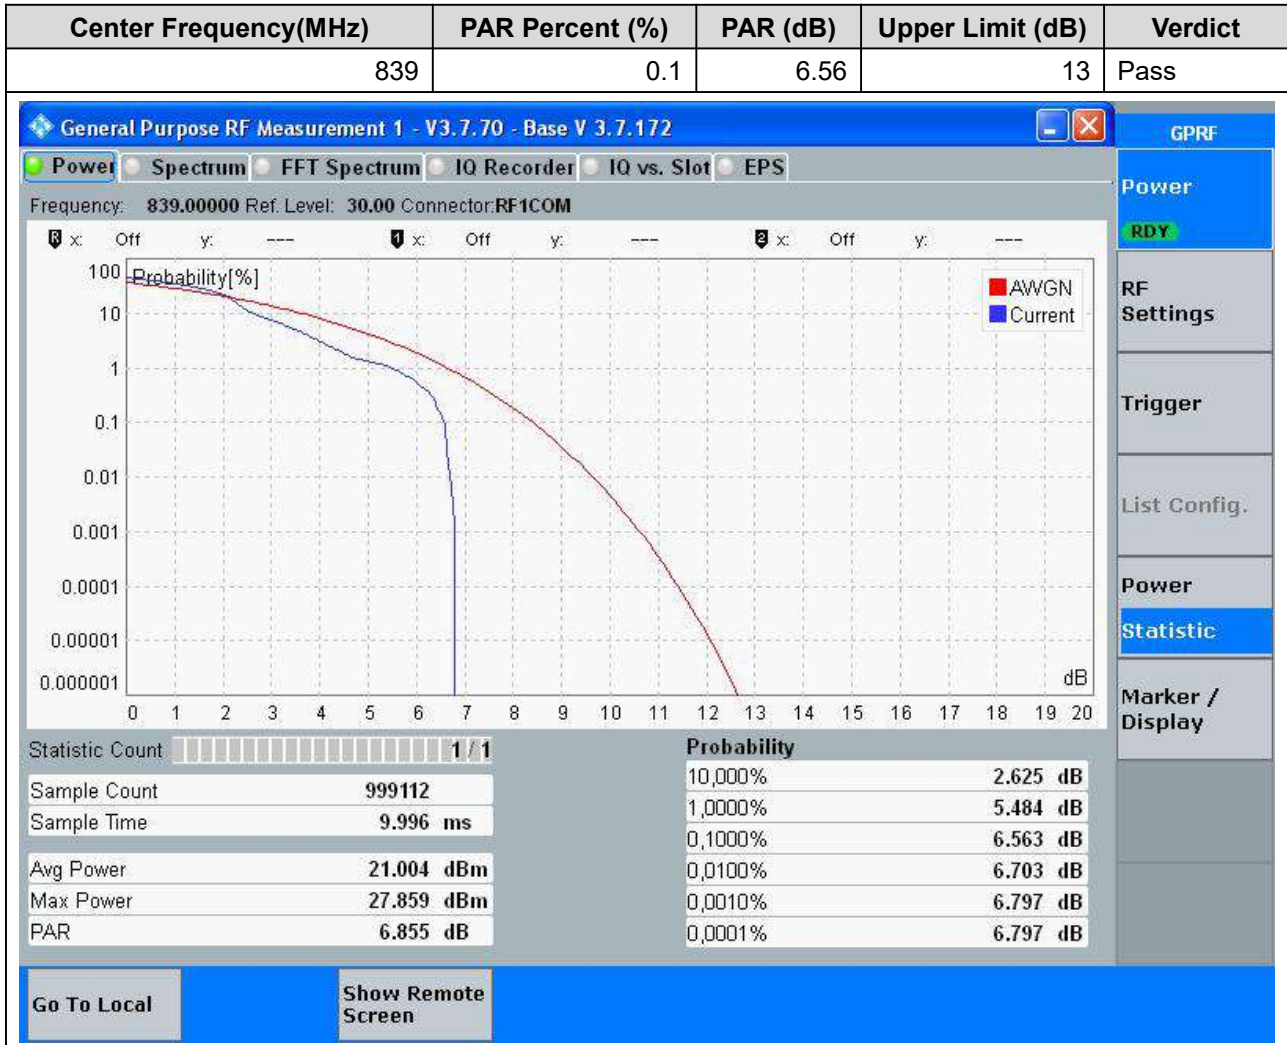 Center Frequency(MHz) PAR Percent (%) PAR (dB) Upper Limit (dB) Verdict
839 0.1 6.56 13 Pass
General Purpose RF Measurement 1 - V3.7.70 - Base V 3.7.172
GPRF
Power Spectrum FFT Spectrum IQ Recorder IQ vs. Slot EPS
Power
RDY
Frequency: 839.00000 Ref. Level: 30.00 Connector:RF1COM
R x: Off y: --- 1 x: Off y: --- 2 x: Off y: ---
Probability[%]
AWGN
Current
100
10
1
0.1
0.01
0.001
0.0001
0.00001
0.000001
dB
0 1 2 3 4 5 6 7 8 9 10 11 12 13 14 15 16 17 18 19 20
RF
Settings
Trigger
List Config.
Power
Statistic
Marker /
Display
Statistic Count 1 / 1
Sample Count 999112
Sample Time 9.996 ms
Avg Power 21.004 dBm
Max Power 27.859 dBm
PAR 6.855 dB
Probability
10,000% 2.625 dB
1,0000% 5.484 dB
0,1000% 6.563 dB
0,0100% 6.703 dB
0,0010% 6.797 dB
0,0001% 6.797 dB
Go To Local
Show Remote
Screen